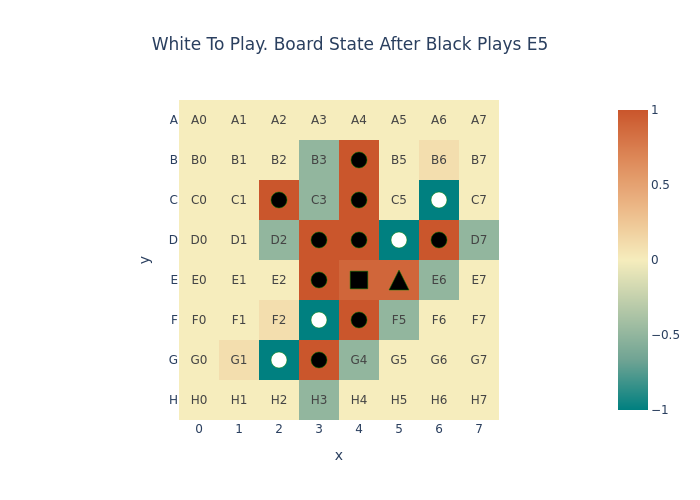 White To Play. Board State After Black Plays E5
A A0 A1 A2 A3 A4 A5 A6 A7
B B0 B1 B2 B3 B5 B6 B7
C C0 C1 C3 C5 C7
D D0 D1 D2 D7
E E0 E1 E2 E6 E7
F F0 F1 F2 F5 F6 F7
G G0 G1 G4 G5 G6 G7
H H0 H1 H2 H3 H4 H5 H6 H7
0 1 2 3 4 5 6 7
x
y
1
0.5
0
−0.5
−1